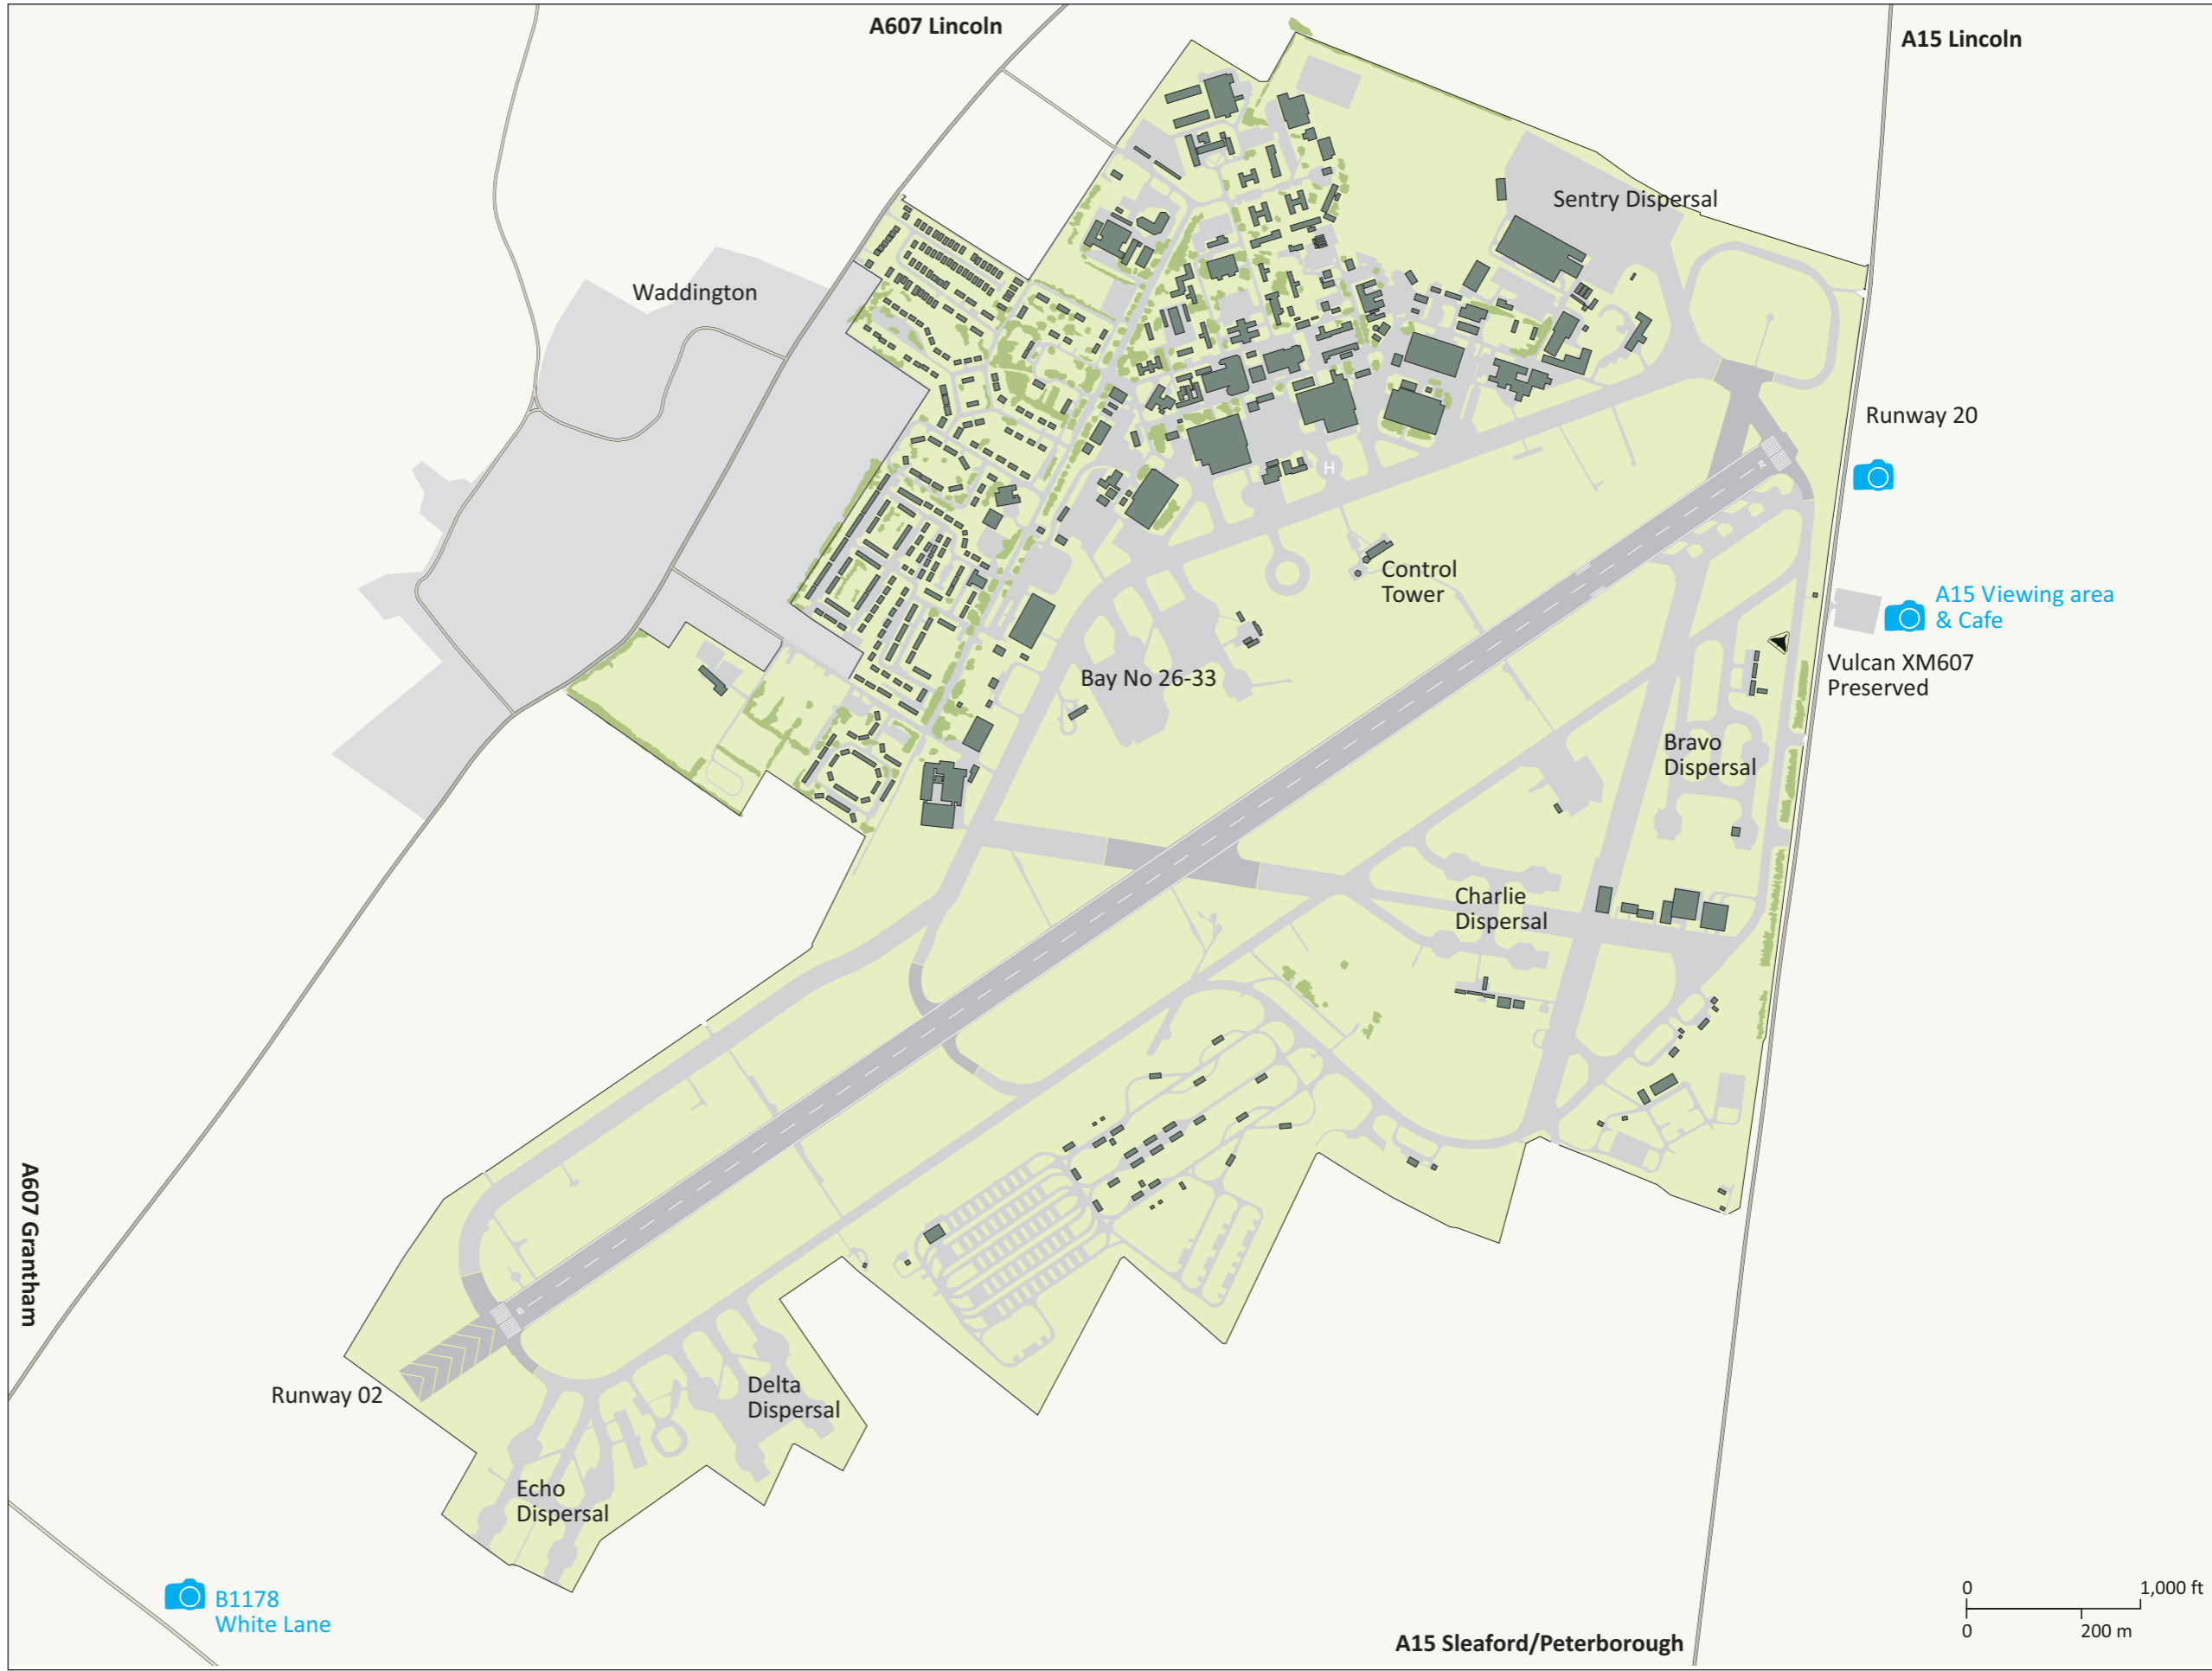 A607 Lincoln
A15 Lincoln
Sentry Dispersal
Waddington
Runway 20
20
H
Control
Tower
A15 Viewing area
& Cafe
Vulcan XM607
Preserved
Bay No 26-33
Bravo
Dispersal
Charlie
Dispersal
A607 Grantham
02
Runway 02
Delta
Dispersal
Echo
Dispersal
B1178
White Lane
A15 Sleaford/Peterborough
0 1,000 ft
0 200 m